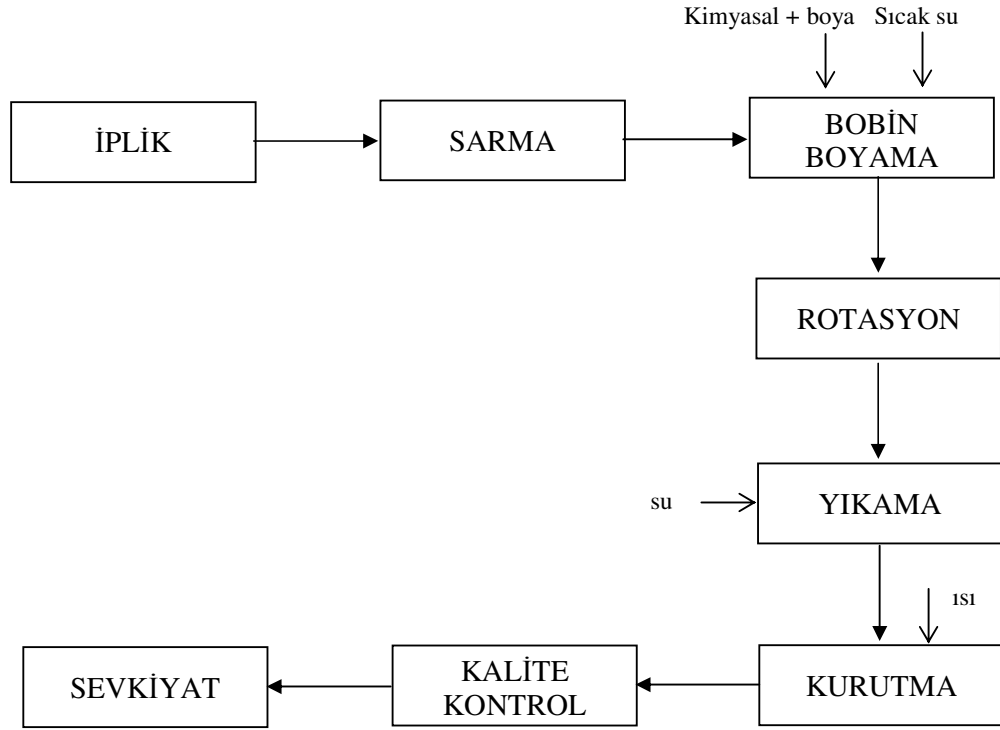 Kimyasal + boya
Sıcak su
İPLİK
SARMA
BOBİN
BOYAMA
ROTASYON
su
YIKAMA
ısı
KURUTMA
KALİTE
KONTROL
SEVKİYAT